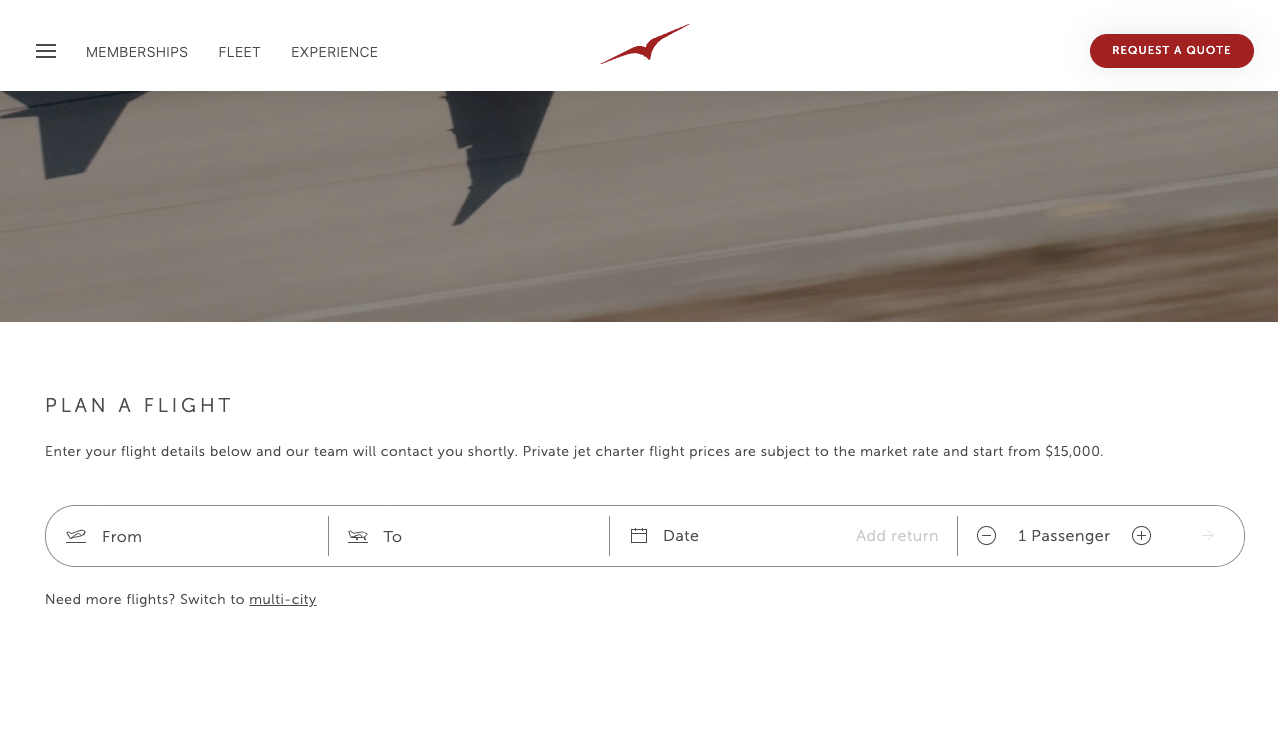 MEMBERSHIPS FLEET EXPERIENCE REQUEST A QUOTE
PLAN A FLIGHT
Enter your flight details below and our team will contact you shortly. Private jet charter flight prices are subject to the market rate and start from $15,000.
From To Date Add return 1 Passenger
Need more flights? Switch to multi-city